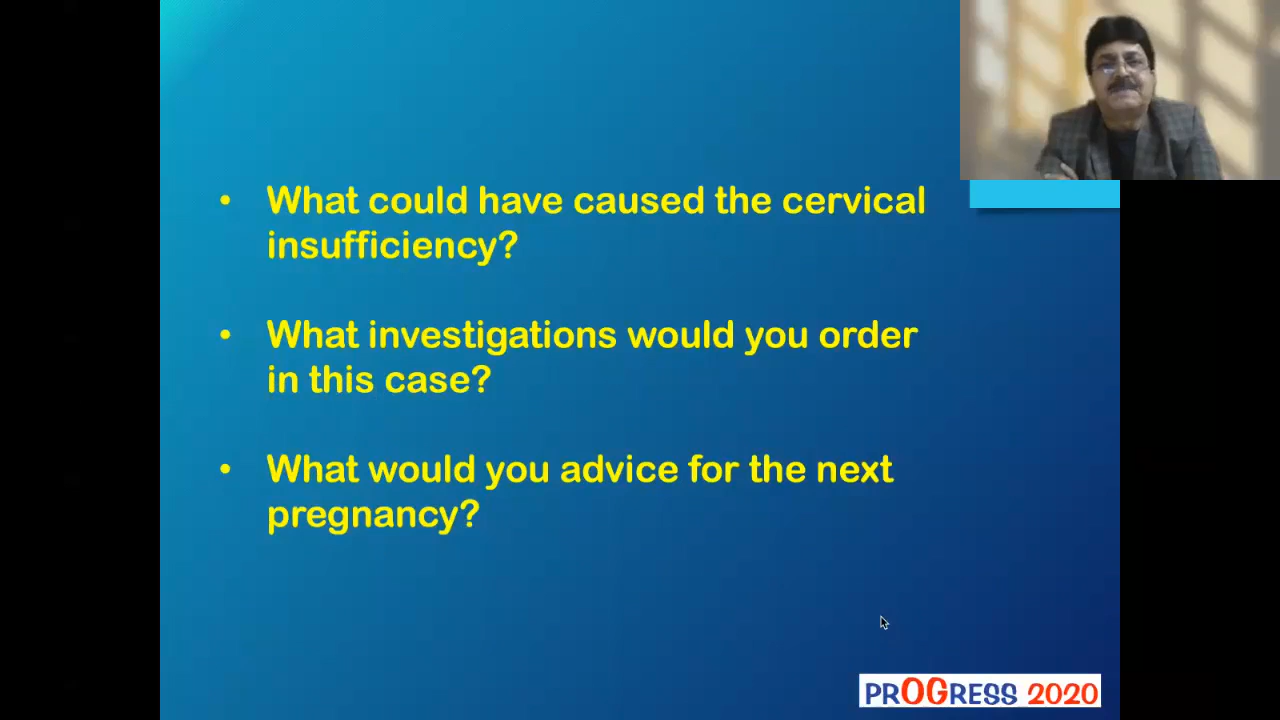 • What could have caused the cervical
insufficiency?
• What investigations would you order
in this case?
• What would you advice for the next
pregnancy?
PROGRESS 2020